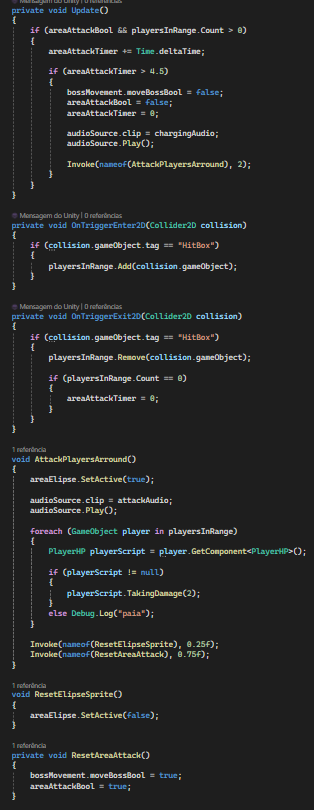 Mensagem do Unity | 0 referências
private void Update()
{
    if (areaAttackBool && playersInRange.Count > 0)
    {
        areaAttackTimer += Time.deltaTime;

        if (areaAttackTimer > 4.5)
        {
            bossMovement.moveBossBool = false;
            areaAttackBool = false;
            areaAttackTimer = 0;

            audioSource.clip = chargingAudio;
            audioSource.Play();

            Invoke(nameof(AttackPlayersArround), 2);
        }
    }
}

Mensagem do Unity | 0 referências
private void OnTriggerEnter2D(Collider2D collision)
{
    if (collision.gameObject.tag == "HitBox")
    {
        playersInRange.Add(collision.gameObject);
    }
}

Mensagem do Unity | 0 referências
private void OnTriggerExit2D(Collider2D collision)
{
    if (collision.gameObject.tag == "HitBox")
    {
        playersInRange.Remove(collision.gameObject);

        if (playersInRange.Count == 0)
        {
            areaAttackTimer = 0;
        }
    }
}

1 referência
void AttackPlayersArround()
{
    areaElipse.SetActive(true);

    audioSource.clip = attackAudio;
    audioSource.Play();

    foreach (GameObject player in playersInRange)
    {
        PlayerHP playerScript = player.GetComponent<PlayerHP>();

        if (playerScript != null)
        {
            playerScript.TakingDamage(2);
        }
        else Debug.Log("paia");
    }

    Invoke(nameof(ResetElipseSprite), 0.25f);
    Invoke(nameof(ResetAreaAttack), 0.75f);
}

1 referência
void ResetElipseSprite()
{
    areaElipse.SetActive(false);
}

1 referência
private void ResetAreaAttack()
{
    bossMovement.moveBossBool = true;
    areaAttackBool = true;
}